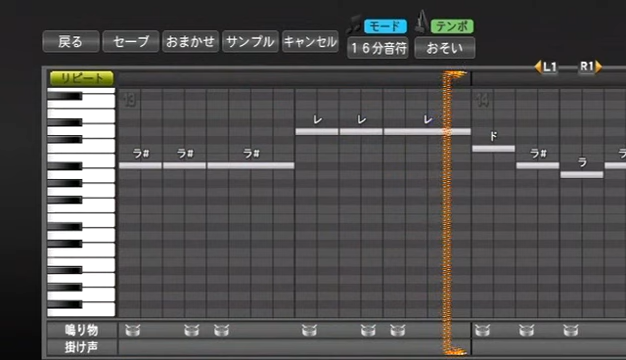 モード テンポ
戻る セーブ おまかせ サンプル キャンセル 16分音符 おそい
L1 R1
リピート
13 14
レ レ レ
ド
ラ# ラ# ラ# ラ#
ラ
鳴り物
掛け声